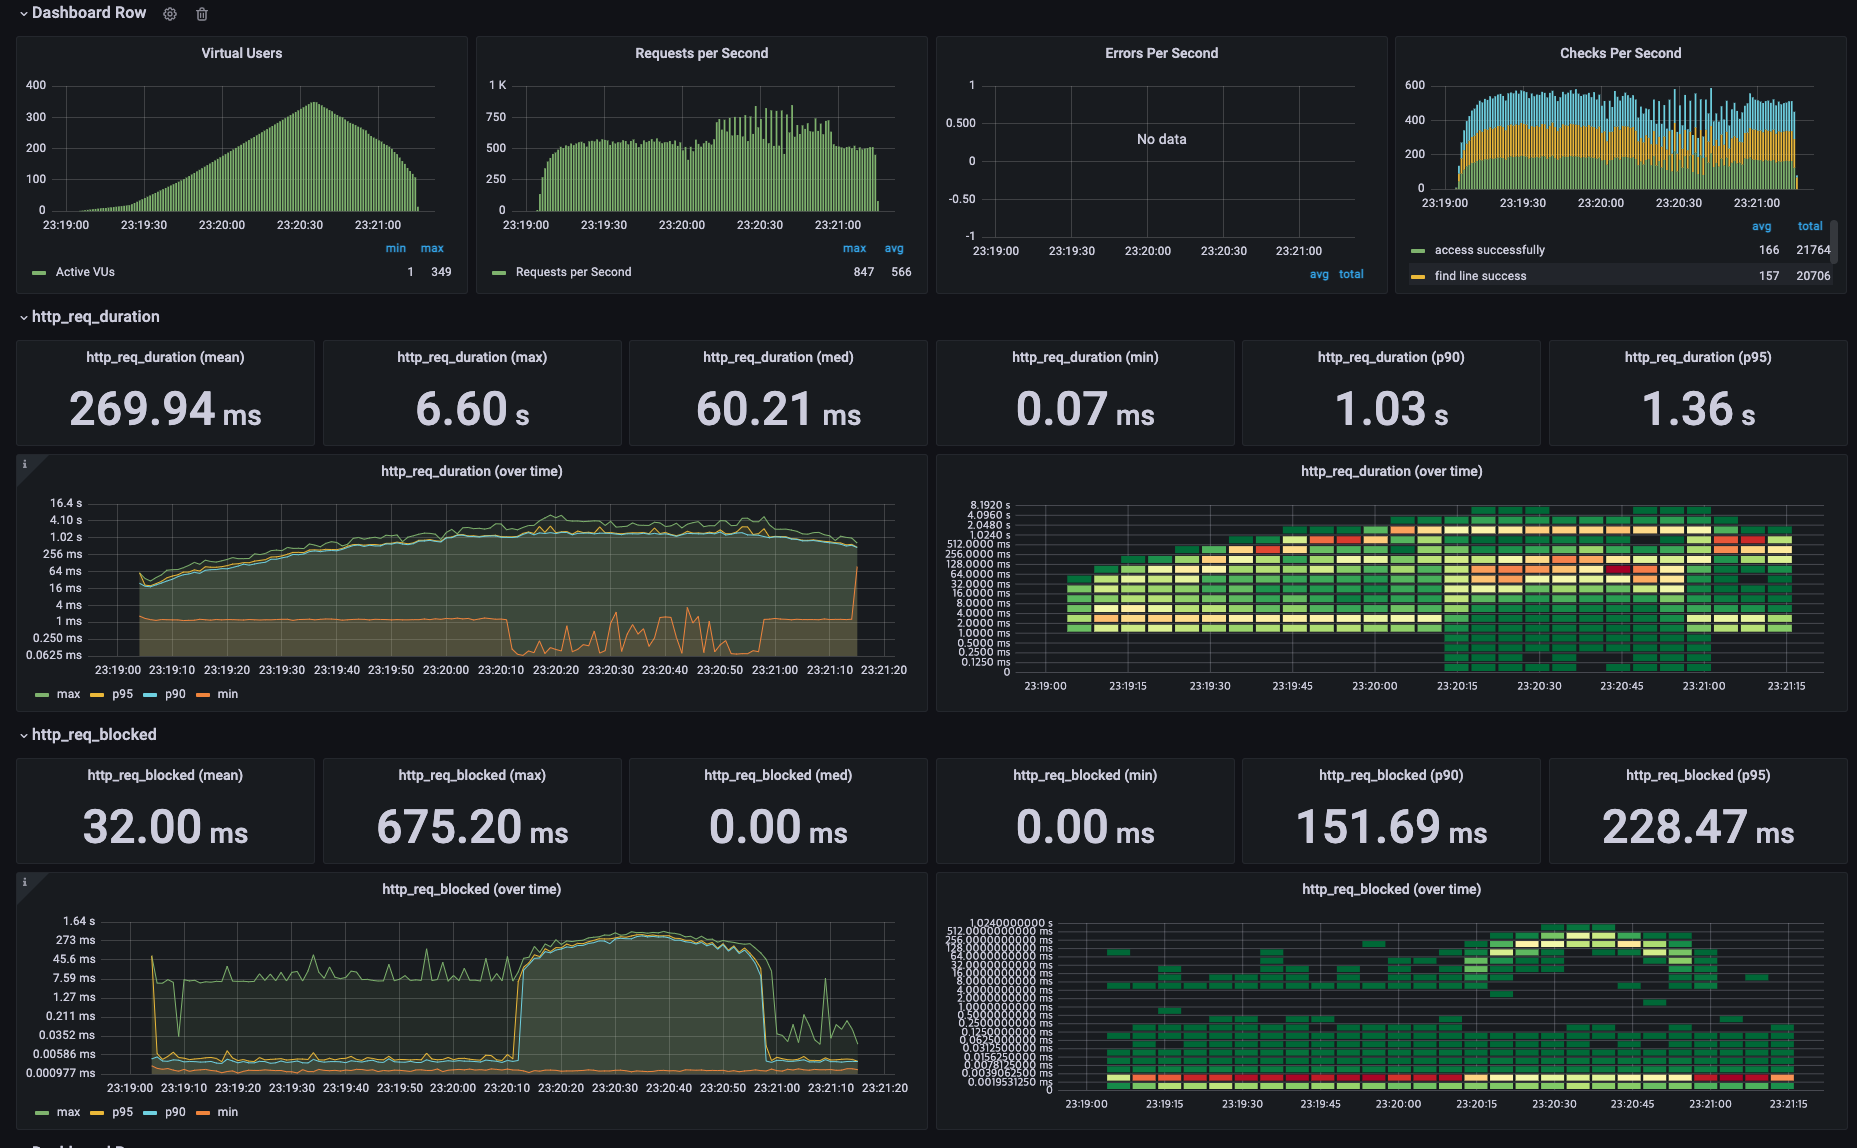 Dashboard Row
Virtual Users
400
300
200
100
0
23:19:00 23:19:30 23:20:00 23:20:30 23:21:00
min max
Active VUs 1 349
Requests per Second
1 K
750
500
250
0
23:19:00 23:19:30 23:20:00 23:20:30 23:21:00
max avg
Requests per Second 847 566
Errors Per Second
1
0.500
0
-0.50
-1
No data
23:19:00 23:19:30 23:20:00 23:20:30 23:21:00
avg total
Checks Per Second
600
400
200
0
23:19:00 23:19:30 23:20:00 23:20:30 23:21:00
avg total
access successfully 166 21764
find line success 157 20706
http_req_duration
http_req_duration (mean)
269.94 ms
http_req_duration (max)
6.60 s
http_req_duration (med)
60.21 ms
http_req_duration (min)
0.07 ms
http_req_duration (p90)
1.03 s
http_req_duration (p95)
1.36 s
i
http_req_duration (over time)
16.4 s
4.10 s
1.02 s
256 ms
64 ms
16 ms
4 ms
1 ms
0.250 ms
0.0625 ms
23:19:00 23:19:10 23:19:20 23:19:30 23:19:40 23:19:50 23:20:00 23:20:10 23:20:20 23:20:30 23:20:40 23:20:50 23:21:00 23:21:10 23:21:20
max p95 p90 min
http_req_duration (over time)
8.1920 s
4.0960 s
2.0480 s
1.0240 s
512.0000 ms
256.0000 ms
128.0000 ms
64.0000 ms
32.0000 ms
16.0000 ms
8.0000 ms
4.0000 ms
2.0000 ms
1.0000 ms
0.5000 ms
0.2500 ms
0.1250 ms
0
23:19:00 23:19:15 23:19:30 23:19:45 23:20:00 23:20:15 23:20:30 23:20:45 23:21:00 23:21:15
http_req_blocked
http_req_blocked (mean)
32.00 ms
http_req_blocked (max)
675.20 ms
http_req_blocked (med)
0.00 ms
http_req_blocked (min)
0.00 ms
http_req_blocked (p90)
151.69 ms
http_req_blocked (p95)
228.47 ms
i
http_req_blocked (over time)
1.64 s
273 ms
45.6 ms
7.59 ms
1.27 ms
0.211 ms
0.0352 ms
0.00586 ms
0.000977 ms
23:19:00 23:19:10 23:19:20 23:19:30 23:19:40 23:19:50 23:20:00 23:20:10 23:20:20 23:20:30 23:20:40 23:20:50 23:21:00 23:21:10 23:21:20
max p95 p90 min
http_req_blocked (over time)
1.0240000000 s
512.0000000000 ms
256.0000000000 ms
128.0000000000 ms
64.0000000000 ms
32.0000000000 ms
16.0000000000 ms
8.0000000000 ms
4.0000000000 ms
2.0000000000 ms
1.0000000000 ms
0.5000000000 ms
0.2500000000 ms
0.1250000000 ms
0.0625000000 ms
0.0312500000 ms
0.0156250000 ms
0.0078125000 ms
0.0039062500 ms
0.0019531250 ms
0
23:19:00 23:19:15 23:19:30 23:19:45 23:20:00 23:20:15 23:20:30 23:20:45 23:21:00 23:21:15